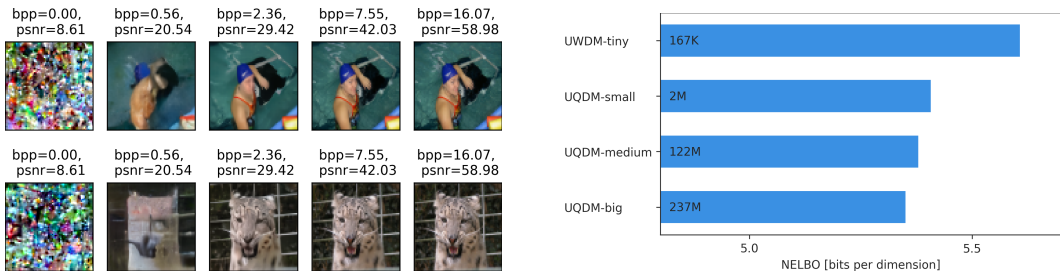 bpp=0.00,
psnr=8.61
bpp=0.56,
psnr=20.54
bpp=2.36,
psnr=29.42
bpp=7.55,
psnr=42.03
bpp=16.07,
psnr=58.98
bpp=0.00,
psnr=8.61
bpp=0.56,
psnr=20.54
bpp=2.36,
psnr=29.42
bpp=7.55,
psnr=42.03
bpp=16.07,
psnr=58.98
UWDM-tiny
167K
UQDM-small
2M
UQDM-medium
122M
UQDM-big
237M
5.0
5.5
NELBO [bits per dimension]